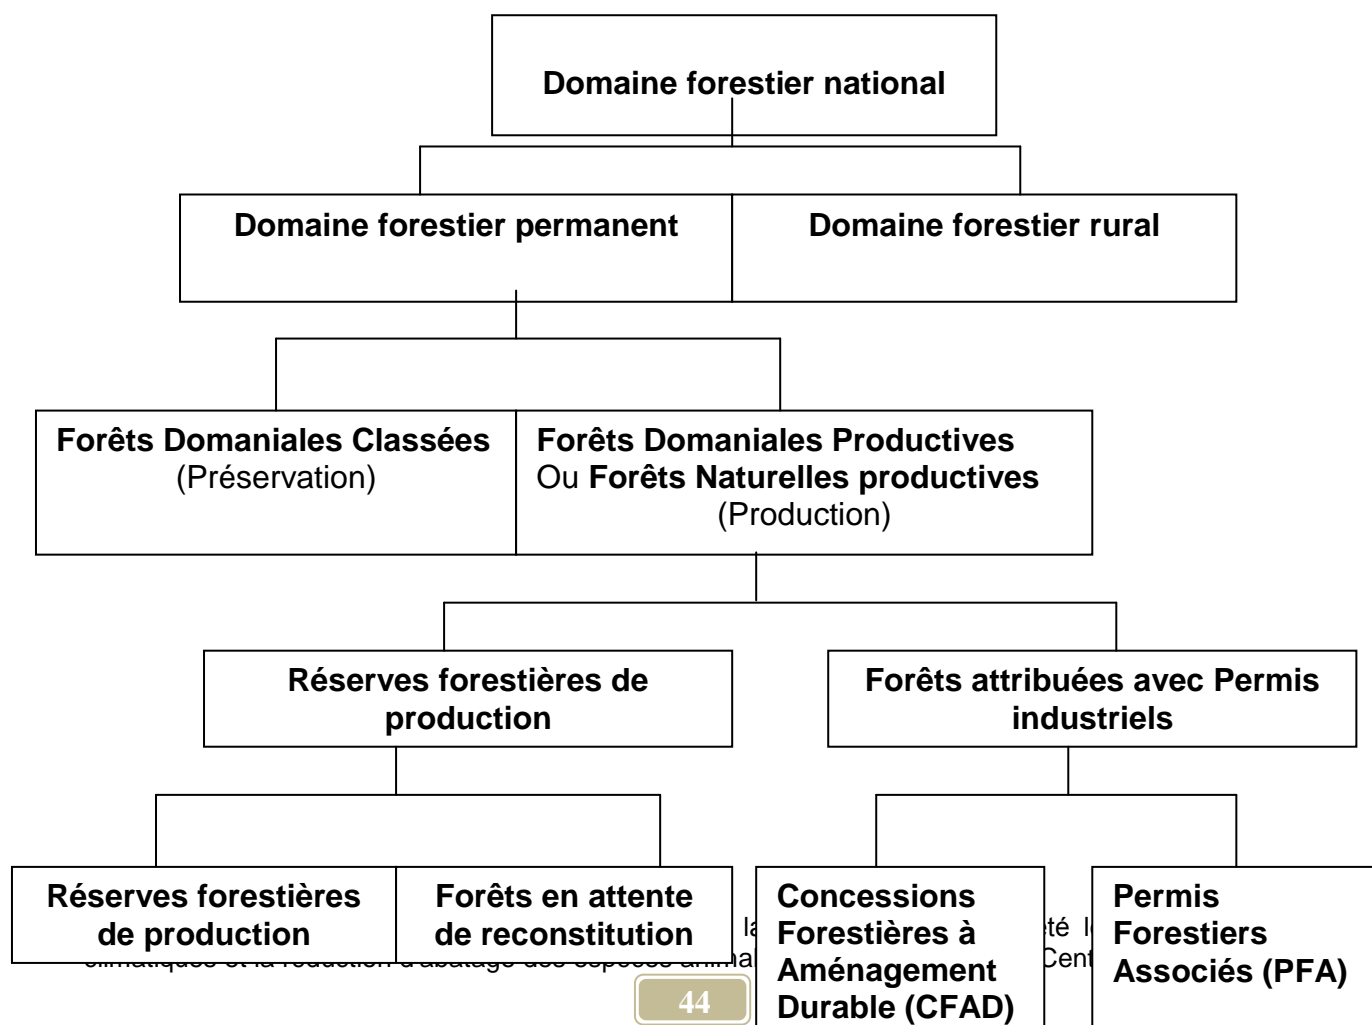 Domaine forestier national
Domaine forestier permanent
Domaine forestier rural
Forêts Domaniales Classées
(Préservation)
Forêts Domaniales Productives
Ou Forêts Naturelles productives
(Production)
Réserves forestières de
production
Forêts attribuées avec Permis
industriels
Réserves forestières
de production
Forêts en attente
de reconstitution
Concessions
Forestières à
Aménagement
Durable (CFAD)
Permis
Forestiers
Associés (PFA)
44